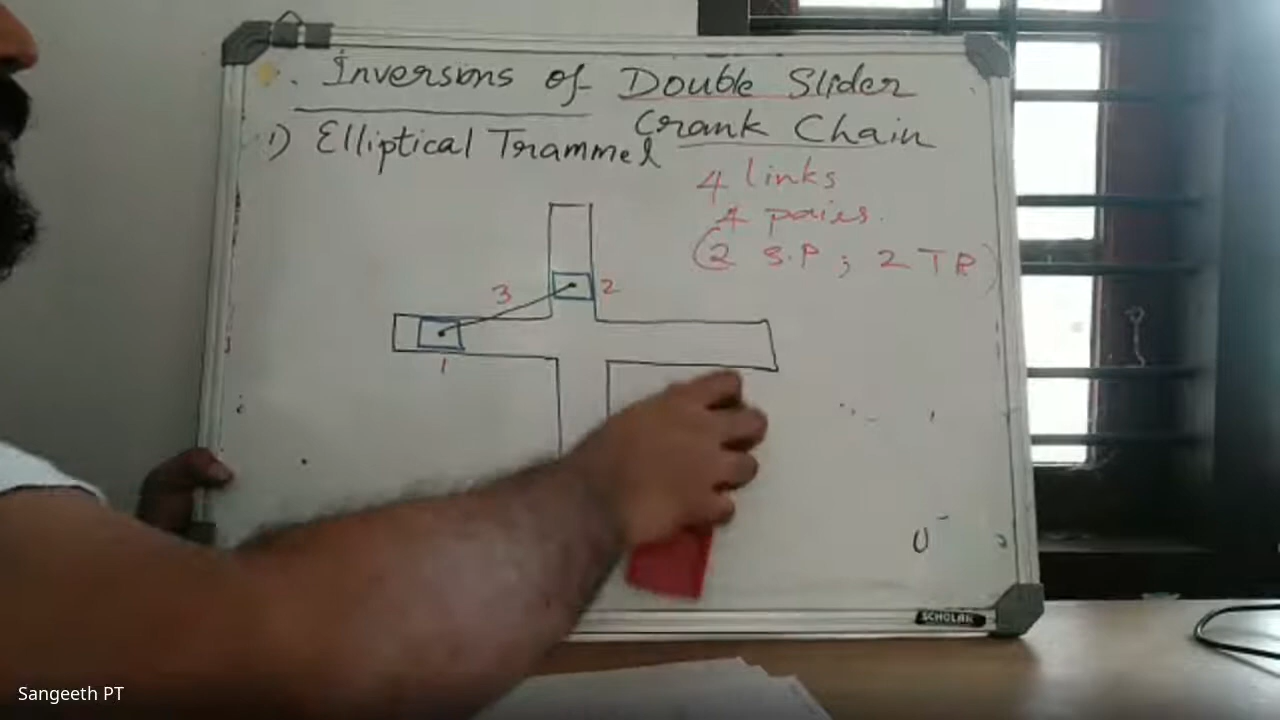 . Inversions of Double Slider
Crank Chain
1) Elliptical Trammel
4 links
4 pairs.
(2 S.P ; 2 TP)
3
2
1
SCHOLAR
Sangeeth PT